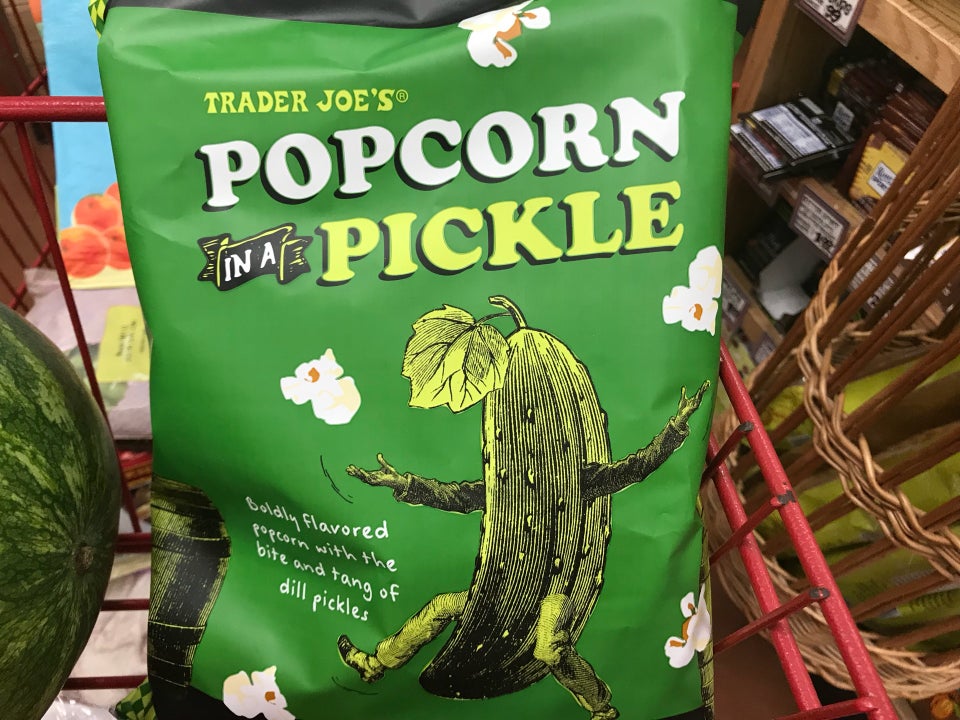 TRADER JOE'S®
POPCORN
IN A PICKLE
Boldly flavored
popcorn with the
bite and tang of
dill pickles